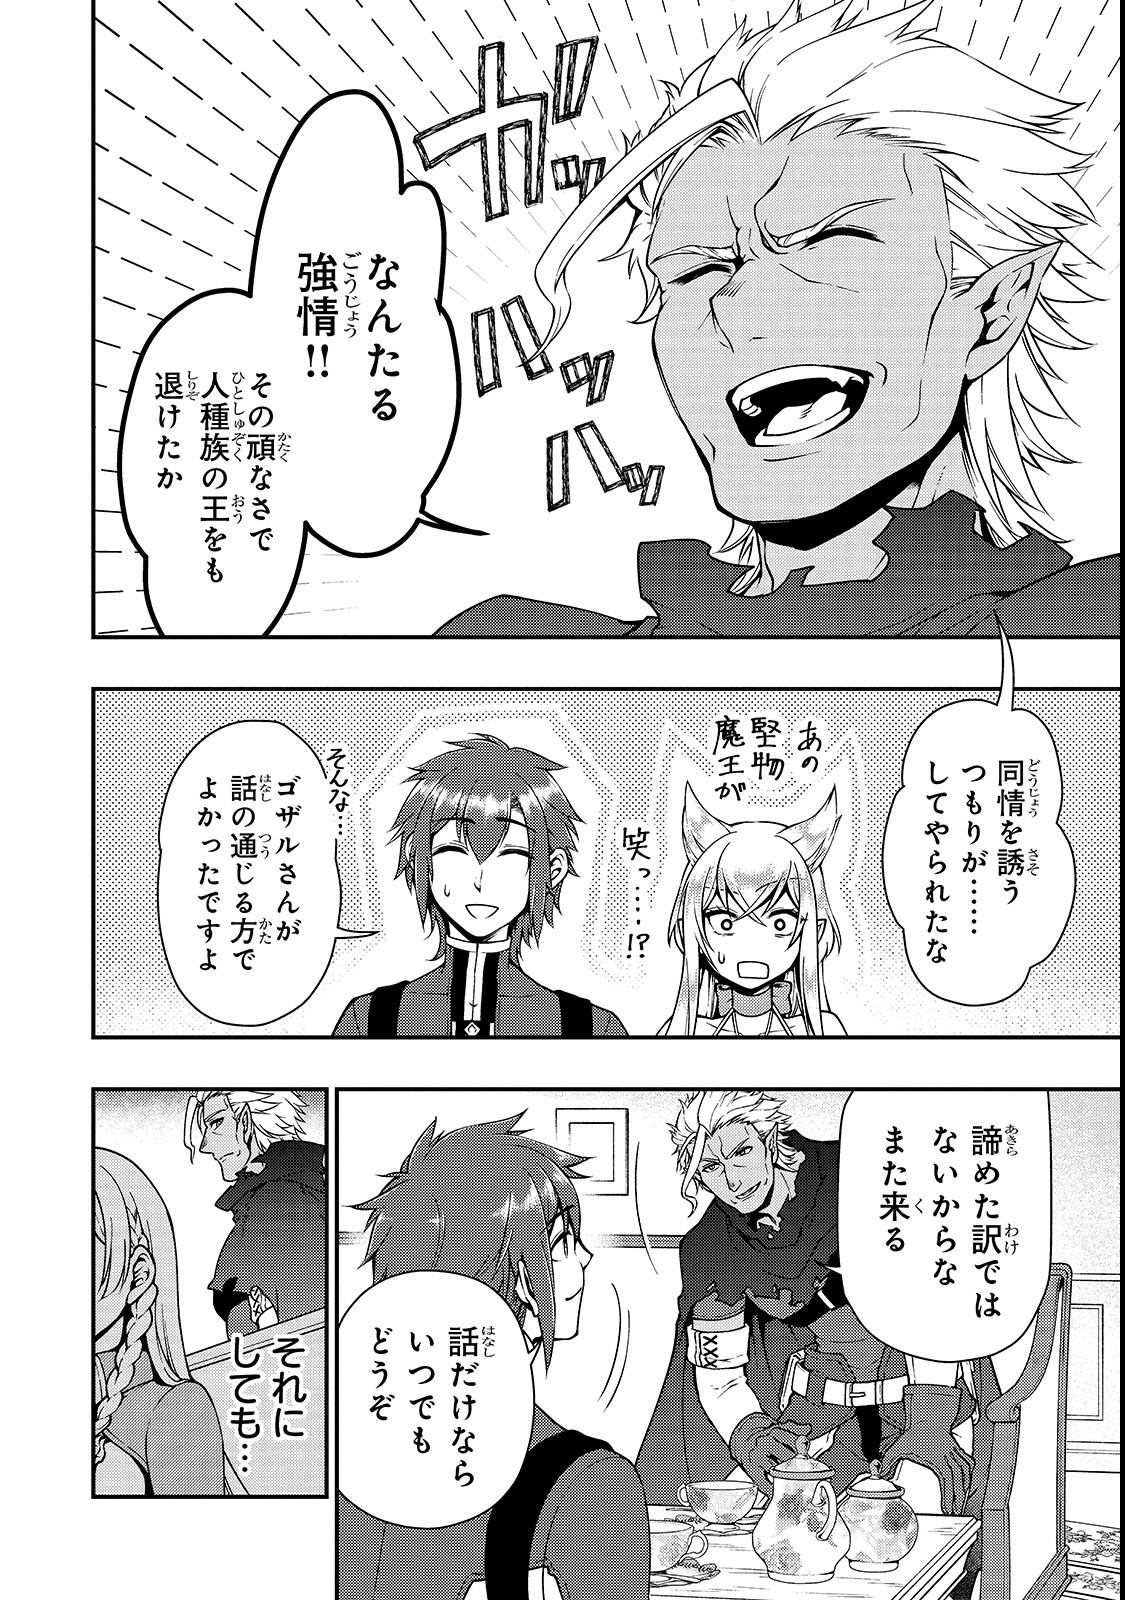 ガッ
ハハハッ
なんたる
強情!!
その頑なさで
人種族の王をも
退けたか
同情を誘う
つもりが……
してやられたな
あの
堅物
魔王が
笑っ……!?
そんな…
ゴザルさんが
話の通じる方で
よかったですよ
諦めた訳では
ないからな
また来る
話だけなら
いつでも
どうぞ
それに
しても…